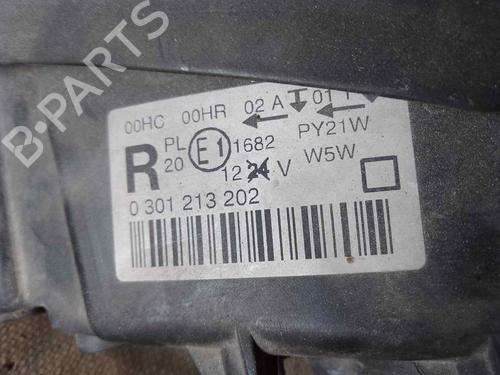 00HC 00HR 02 A 01
R PL 20 E1 1682 PY21W
12 24 V W5W
0 301 213 202
B-PARTS